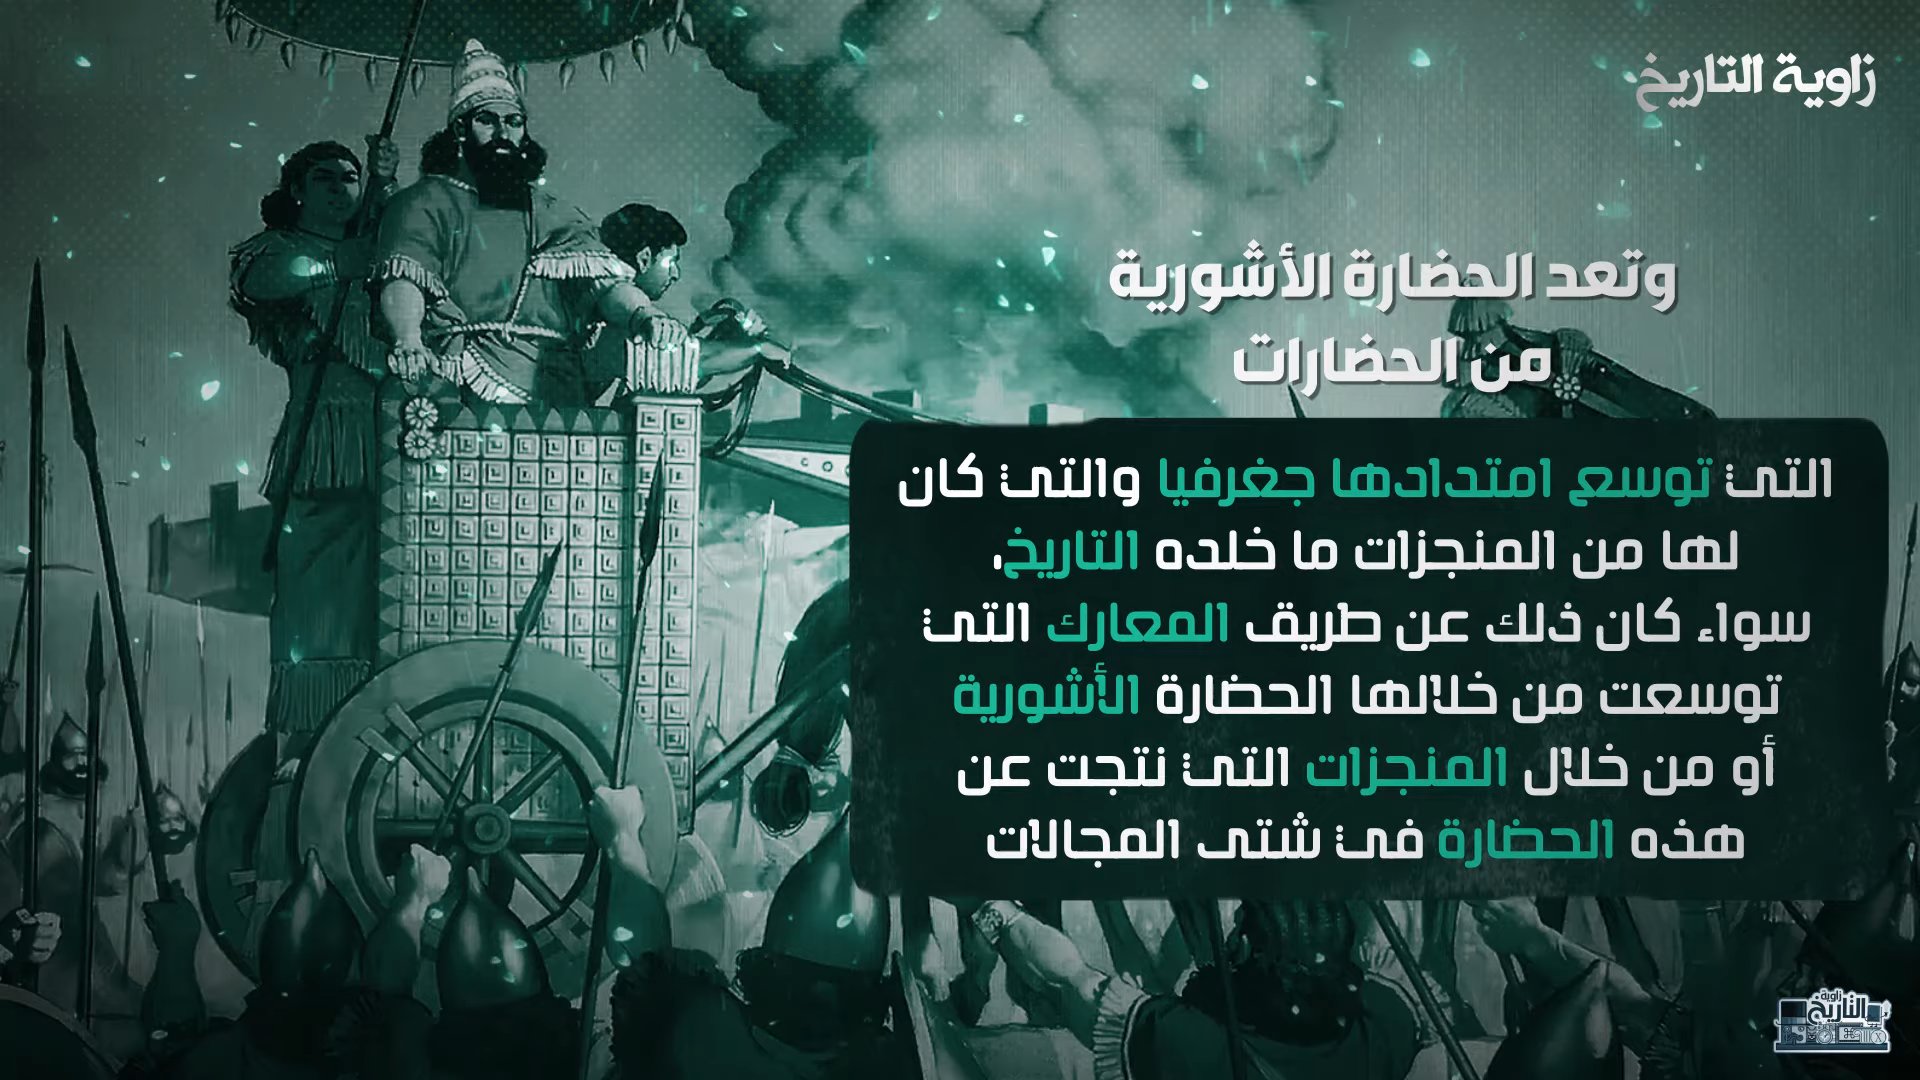 زاوية التاريخ
وتعد الحضارة الأشورية
من الحضارات
التي توسع امتدادها جغرفيا والتي كان
لها من المنجزات ما خلده التاريخ،
سواء كان ذلك عن طريق المعارك التي
توسعت من خلالها الحضارة الأشورية
أو من خلال المنجزات التي نتجت عن
هذه الحضارة في شتى المجالات
زاوية
التاريخ